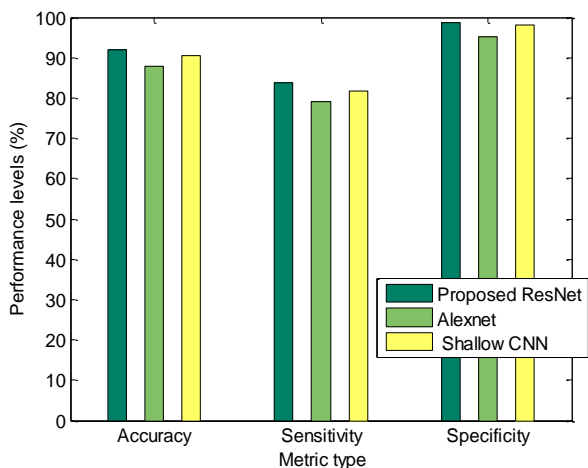 100
90
80
70
60
50
40
30
20
10
0
Performance levels (%)
Proposed ResNet
Alexnet
Shallow CNN
Accuracy Sensitivity Specificity
Metric type